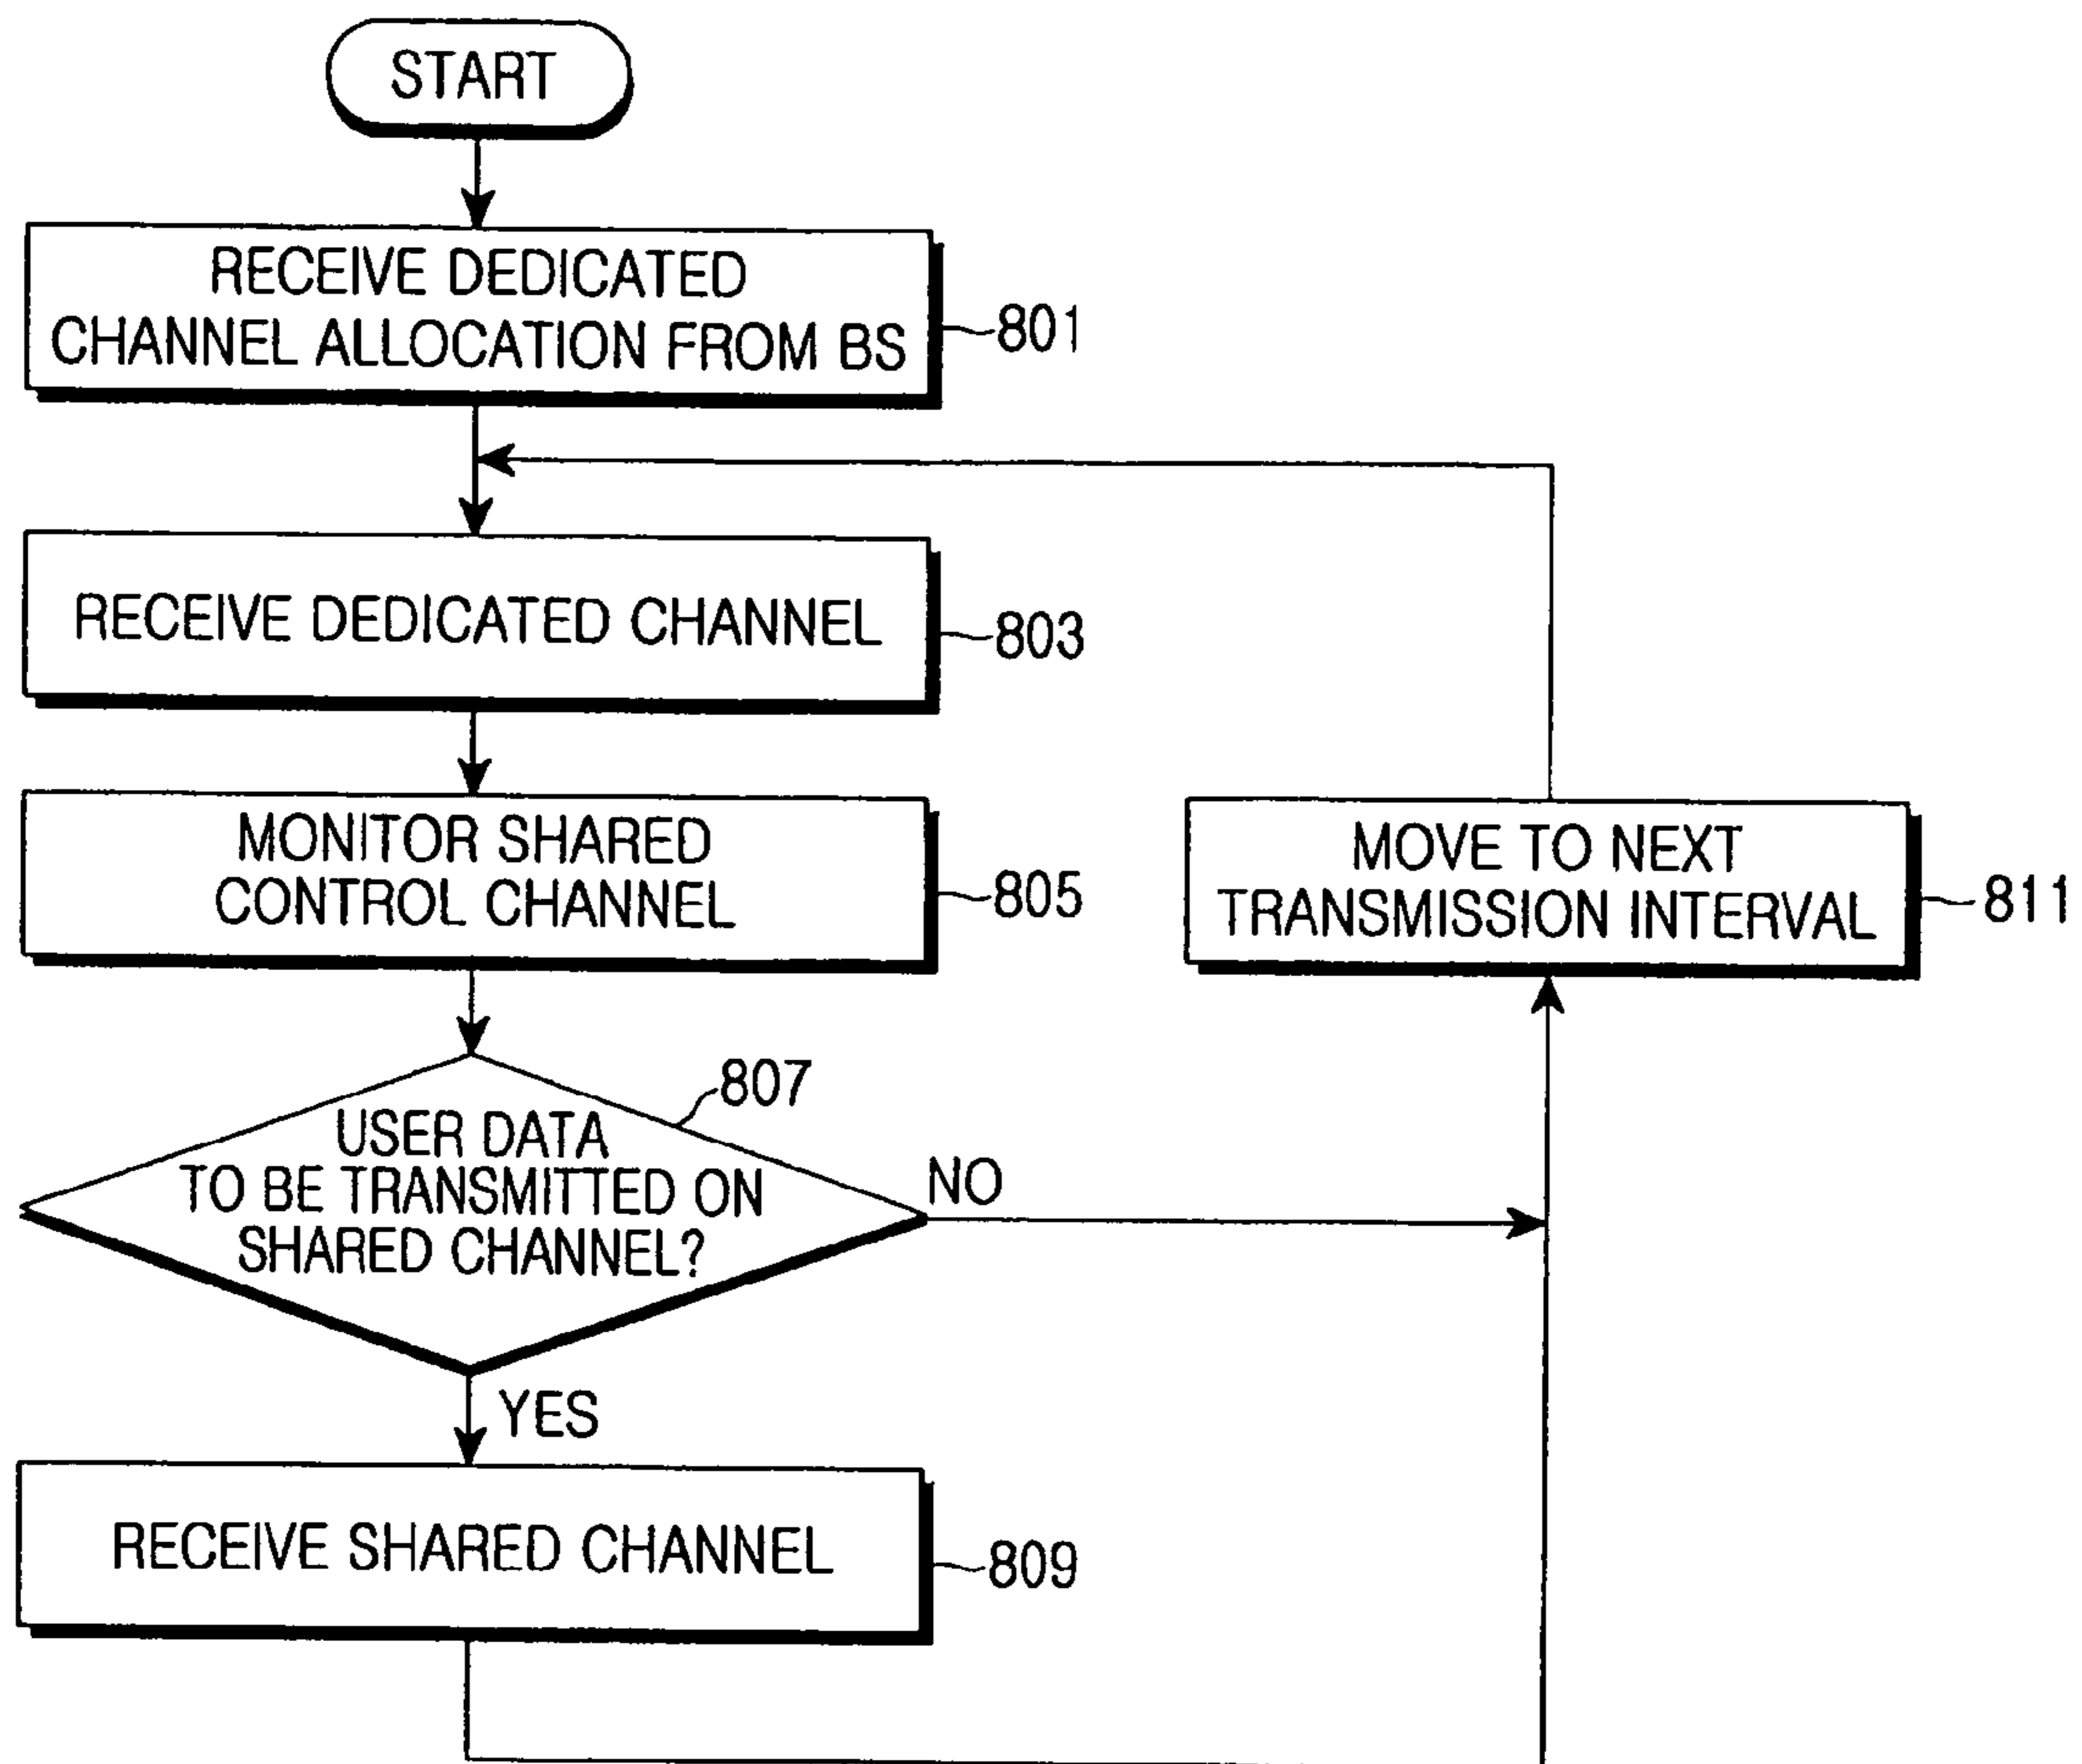 START
RECEIVE DEDICATED
CHANNEL ALLOCATION FROM BS
801
RECEIVE DEDICATED CHANNEL
803
MONITOR SHARED
CONTROL CHANNEL
805
MOVE TO NEXT
TRANSMISSION INTERVAL
811
807
USER DATA
TO BE TRANSMITTED ON
SHARED CHANNEL?
NO
YES
RECEIVE SHARED CHANNEL
809